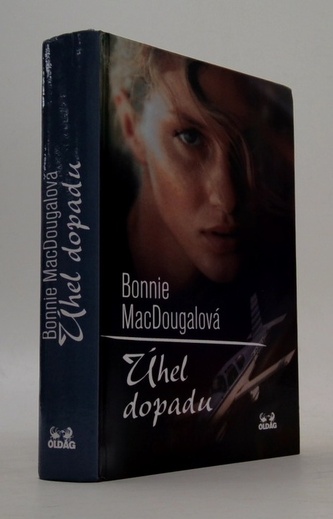 Bonnie MacDougalová
Úhel dopadu
OLDAG
Bonnie
MacDougalová
Úhel
dopadu
OLDAG